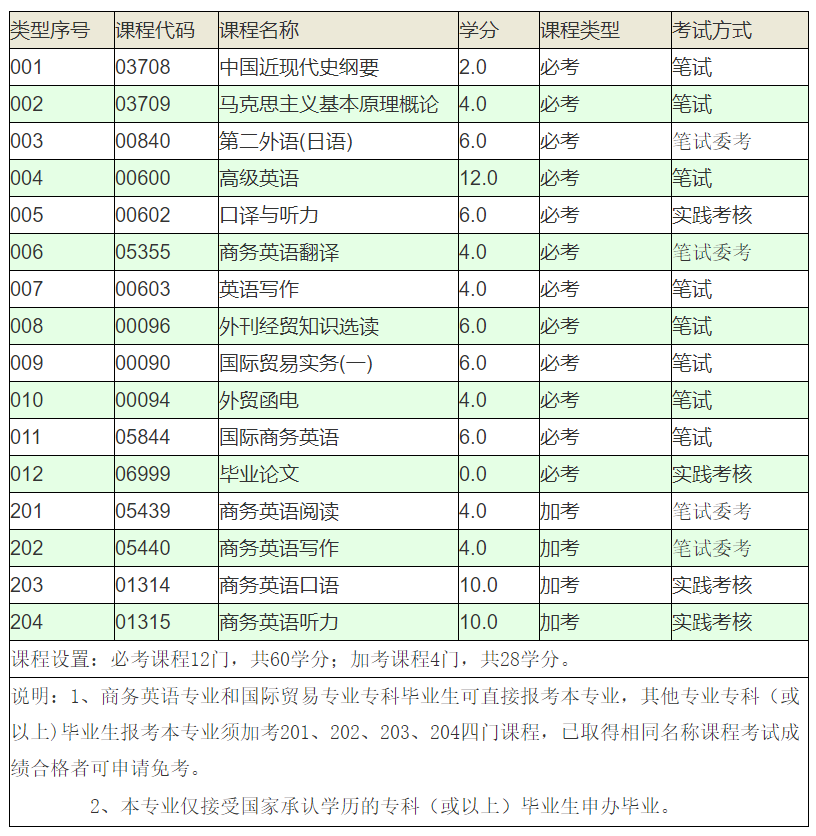 类型序号 课程代码 课程名称 学分 课程类型 考试方式
001 03708 中国近现代史纲要 2.0 必考 笔试
002 03709 马克思主义基本原理概论 4.0 必考 笔试
003 00840 第二外语(日语) 6.0 必考 笔试委考
004 00600 高级英语 12.0 必考 笔试
005 00602 口译与听力 6.0 必考 实践考核
006 05355 商务英语翻译 4.0 必考 笔试委考
007 00603 英语写作 4.0 必考 笔试
008 00096 外刊经贸知识选读 6.0 必考 笔试
009 00090 国际贸易实务(一) 6.0 必考 笔试
010 00094 外贸函电 4.0 必考 笔试
011 05844 国际商务英语 6.0 必考 笔试
012 06999 毕业论文 0.0 必考 实践考核
201 05439 商务英语阅读 4.0 加考 笔试委考
202 05440 商务英语写作 4.0 加考 笔试委考
203 01314 商务英语口语 10.0 加考 实践考核
204 01315 商务英语听力 10.0 加考 实践考核
课程设置：必考课程12门，共60学分；加考课程4门，共28学分。
说明：1、商务英语专业和国际贸易专业专科毕业生可直接报考本专业，其他专业专科（或
以上)毕业生报考本专业须加考201、202、203、204四门课程，已取得相同名称课程考试成
绩合格者可申请免考。
2、本专业仅接受国家承认学历的专科（或以上）毕业生申办毕业。